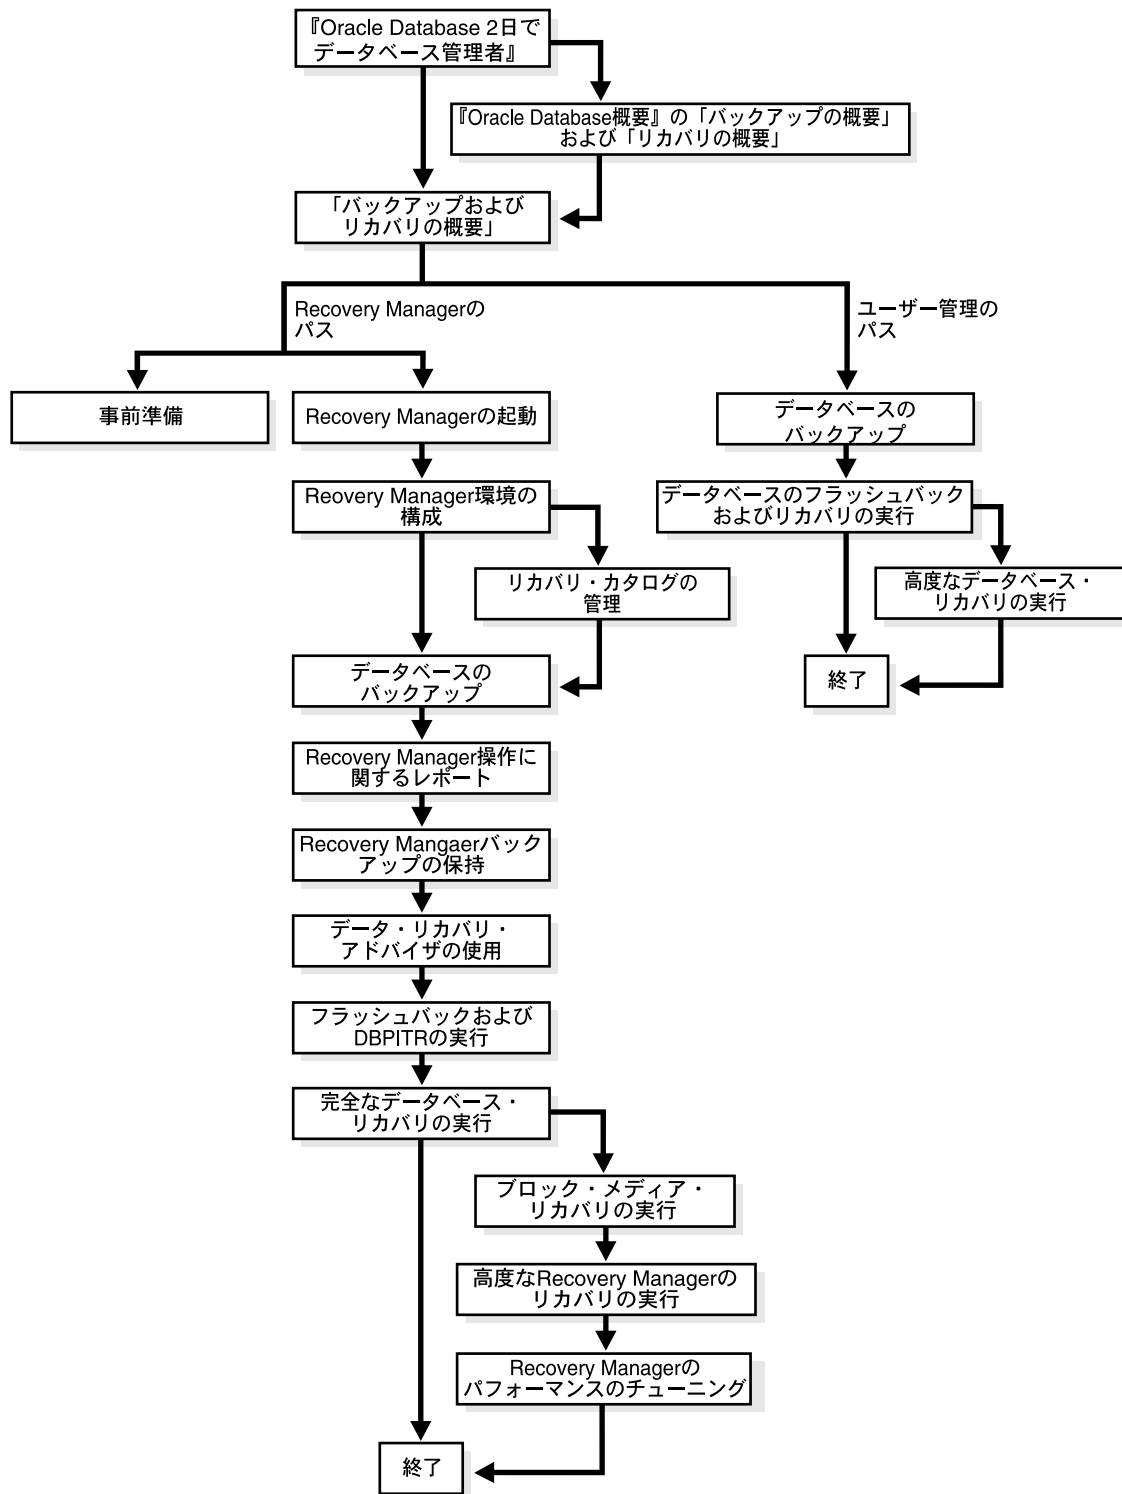 『Oracle Database 2日で
データベース管理者』
『Oracle Database概要』の「バックアップの概要」
および「リカバリの概要」
「バックアップおよび
リカバリの概要」
Recovery Managerの
パス
ユーザー管理の
パス
事前準備
Recovery Managerの起動
データベースの
バックアップ
Reovery Manager環境の
構成
データベースのフラッシュバック
およびリカバリの実行
リカバリ・カタログの
管理
高度なデータベース・
リカバリの実行
データベースの
バックアップ
終了
Recovery Manager操作に
関するレポート
Recovery Mangaerバック
アップの保持
データ・リカバリ・
アドバイザの使用
フラッシュバックおよび
DBPITRの実行
完全なデータベース・
リカバリの実行
ブロック・メディア・
リカバリの実行
高度なRecovery Managerの
リカバリの実行
Recovery Managerの
パフォーマンスのチューニング
終了